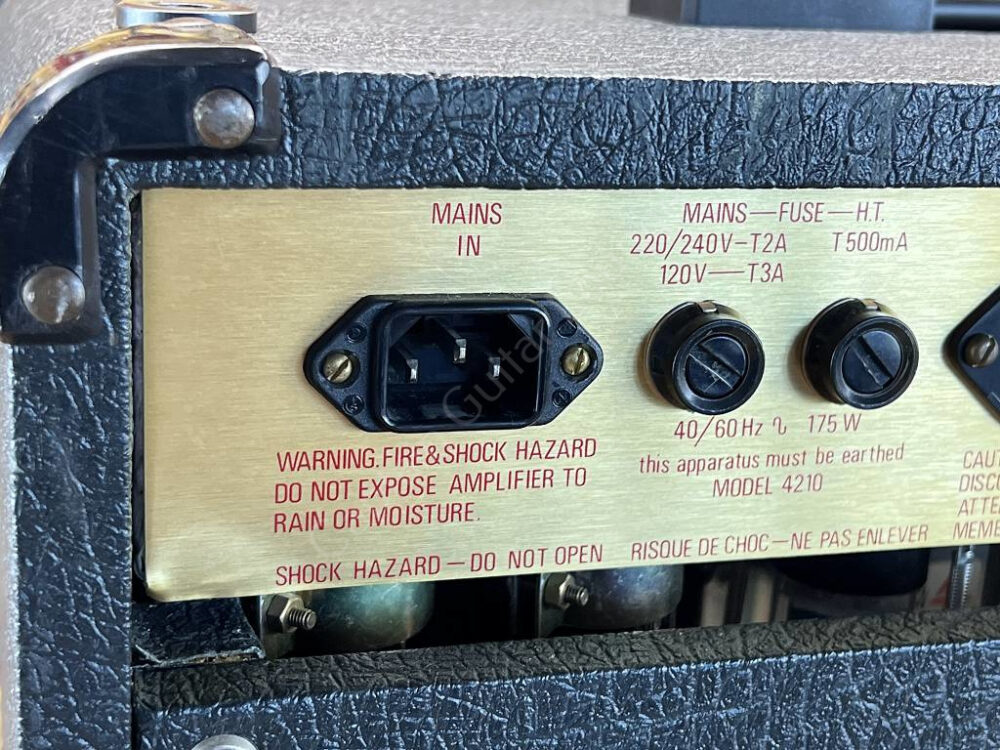 MAINS
IN
MAINS—FUSE—H.T.
220/240V-T2A T500mA
120V—T3A
40/60Hz ∿ 175W
this apparatus must be earthed
MODEL 4210
WARNING.FIRE&SHOCK HAZARD
DO NOT EXPOSE AMPLIFIER TO
RAIN OR MOISTURE.
SHOCK HAZARD—DO NOT OPEN
RISQUE DE CHOC—NE PAS ENLEVER
Guitar